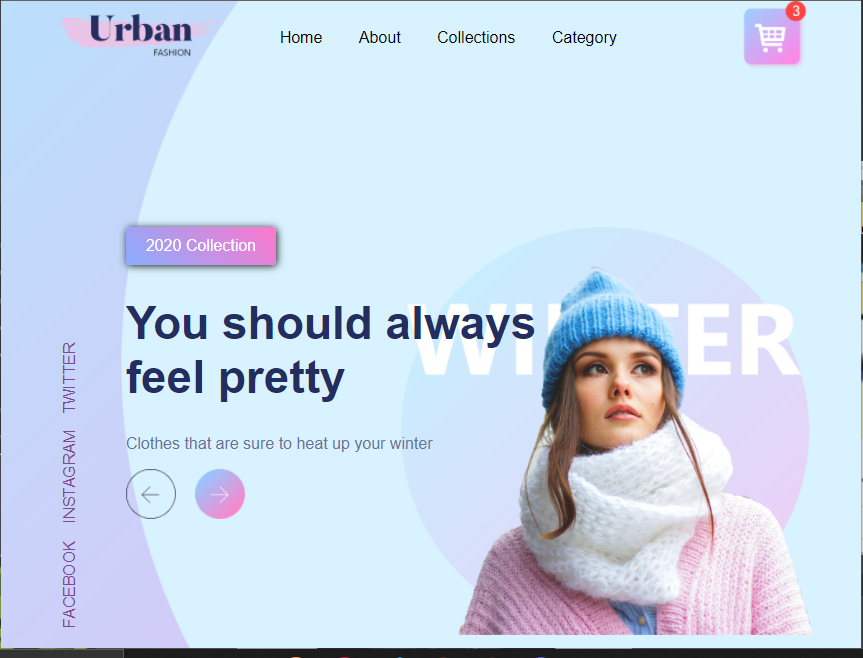 Urban
FASHION
Home
About
Collections
Category
3
2020 Collection
You should always
feel pretty
WINTER
Clothes that are sure to heat up your winter
TWITTER
INSTAGRAM
FACEBOOK